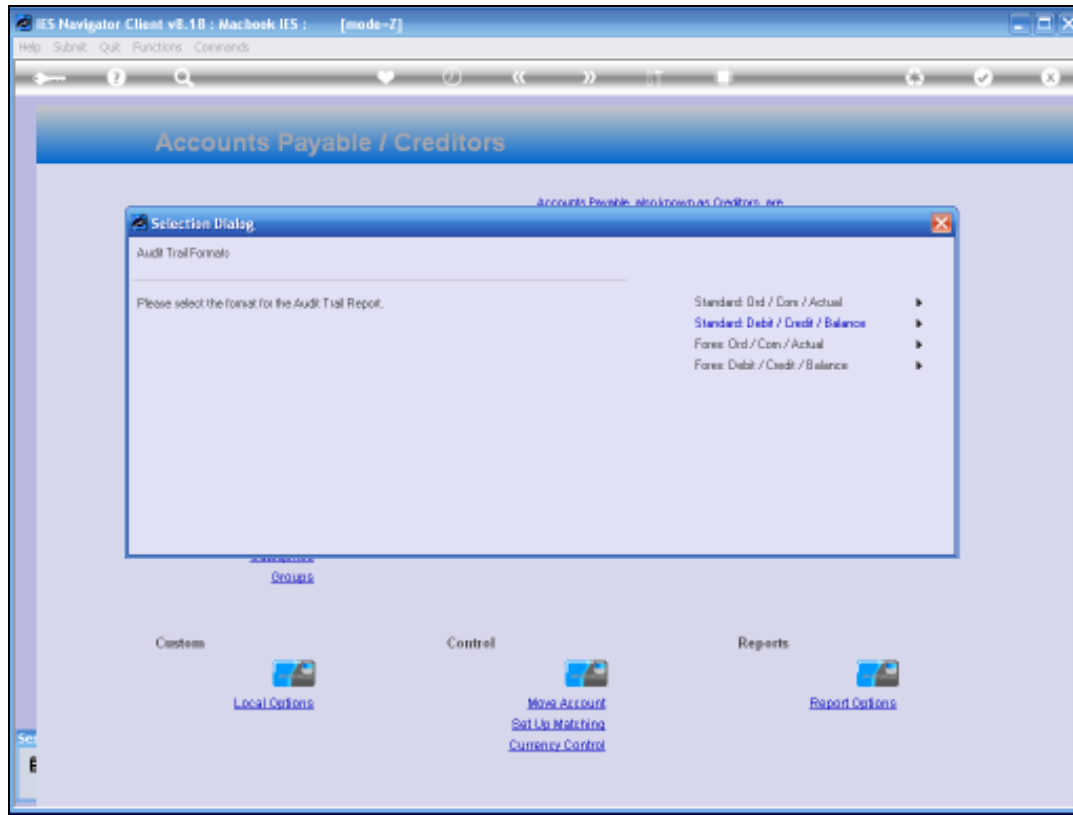 IES Navigator Client v8.18 : Macbook IES : [mode=Z]
Help Submit Quit Functions Commands
Accounts Payable / Creditors
Accounts Payable, also known as Creditors, are
Selection Dialog
Audit Trail Formats
Please select the format for the Audit Trail Report.
Standard: Ord / Com / Actual
Standard: Debit / Credit / Balance
Forex: Ord / Com / Actual
Forex: Debit / Credit / Balance
Groups
Custom Control Reports
Local Options Move Account Report Options
Set Up Matching
Currency Control